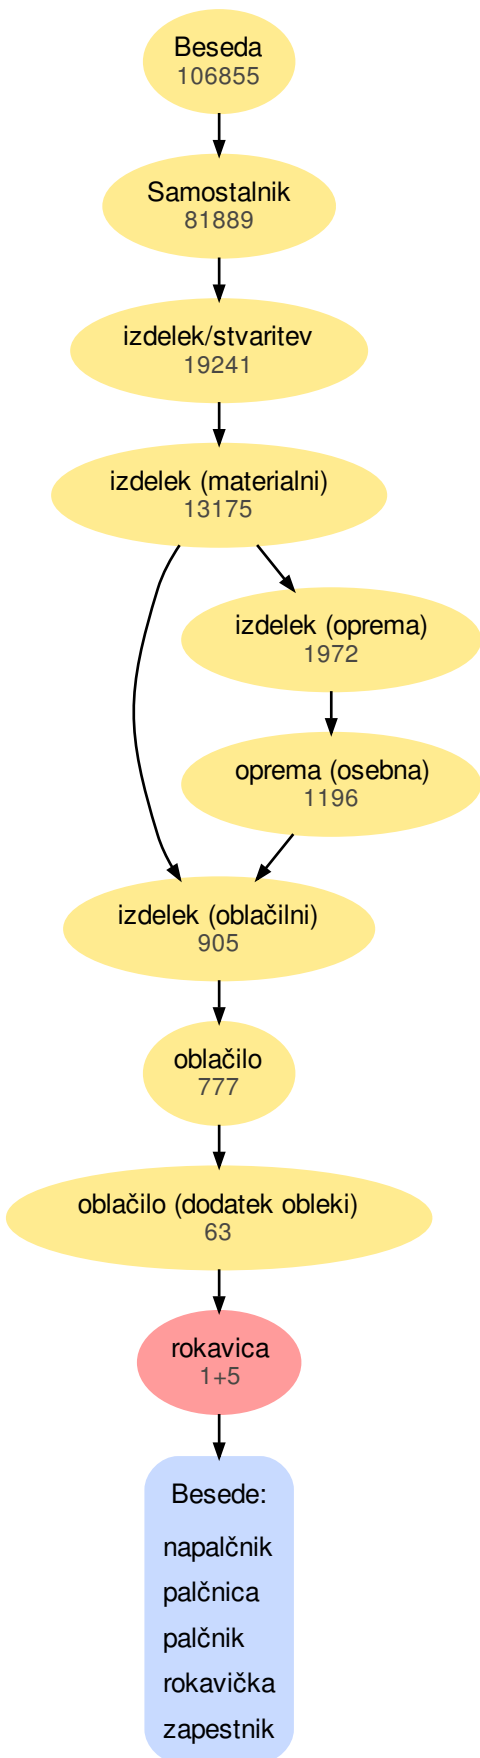 Beseda
106855
Samostalnik
81889
izdelek/stvaritev
19241
izdelek (materialni)
13175
izdelek (oprema)
1972
oprema (osebna)
1196
izdelek (oblačilni)
905
oblačilo
777
oblačilo (dodatek obleki)
63
rokavica
1+5
Besede:
napalčnik
palčnica
palčnik
rokavička
zapestnik